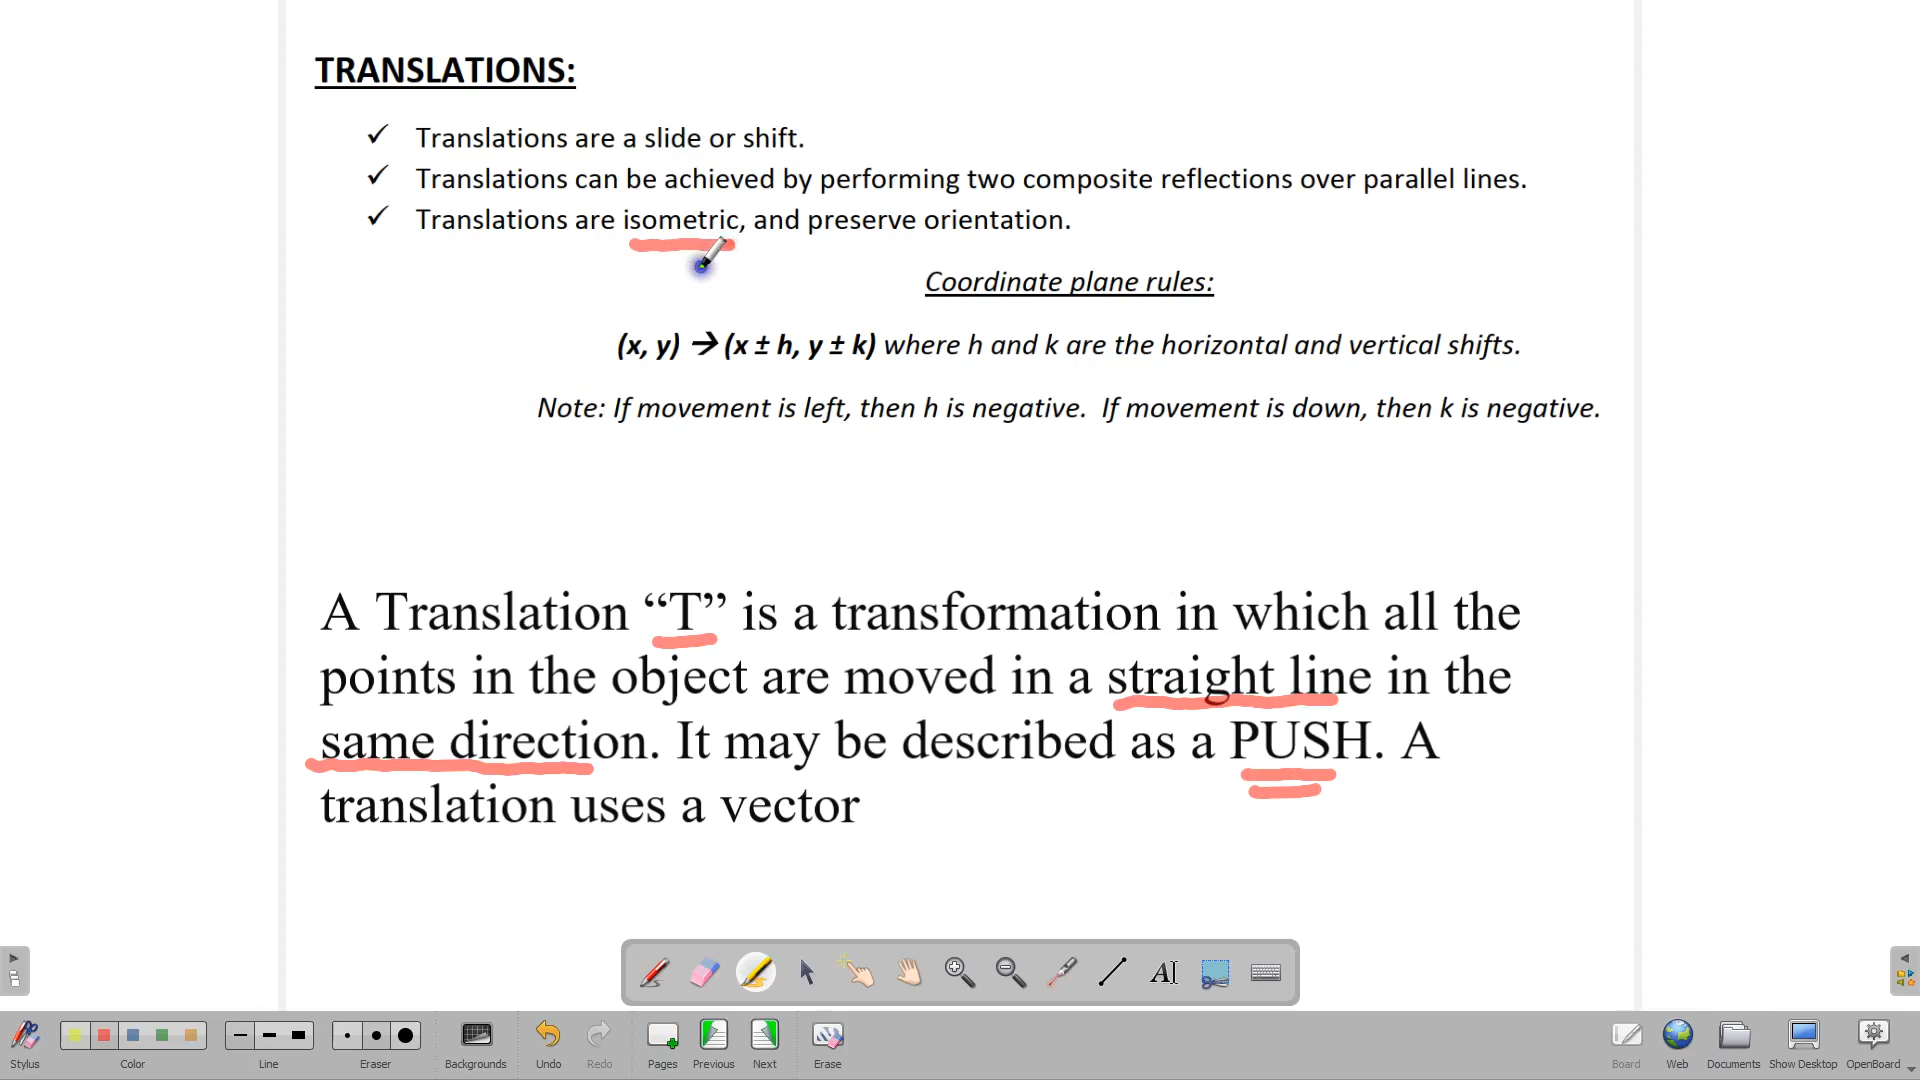 TRANSLATIONS:
✓ Translations are a slide or shift.
✓ Translations can be achieved by performing two composite reflections over parallel lines.
✓ Translations are isometric, and preserve orientation.
Coordinate plane rules:
(x, y) → (x ± h, y ± k) where h and k are the horizontal and vertical shifts.
Note: If movement is left, then h is negative.  If movement is down, then k is negative.
A Translation “T” is a transformation in which all the
points in the object are moved in a straight line in the
same direction. It may be described as a PUSH. A
translation uses a vector
AI
Stylus Color Line Eraser Backgrounds Undo Redo Pages Previous Next Erase Board Web Documents Show Desktop OpenBoard